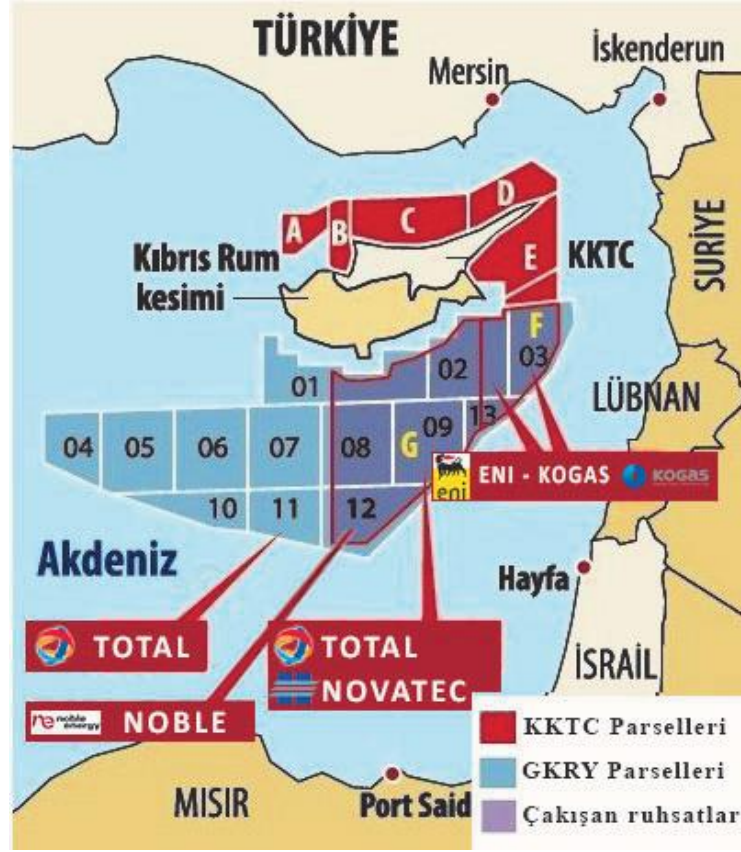 TÜRKİYE
Mersin
İskenderun
A
B
C
D
E
Kıbrıs Rum
kesimi
KKTC
SURİYE
F
01
02
03
LÜBNAN
04
05
06
07
08
G
09
13
eni
ENI - KOGAS
KOGAS
10
11
12
Akdeniz
Hayfa
TOTAL
TOTAL
NOVATEC
İSRAİL
noble energy
NOBLE
KKTC Parselleri
GKRY Parselleri
Çakışan ruhsatlar
MISIR
Port Said